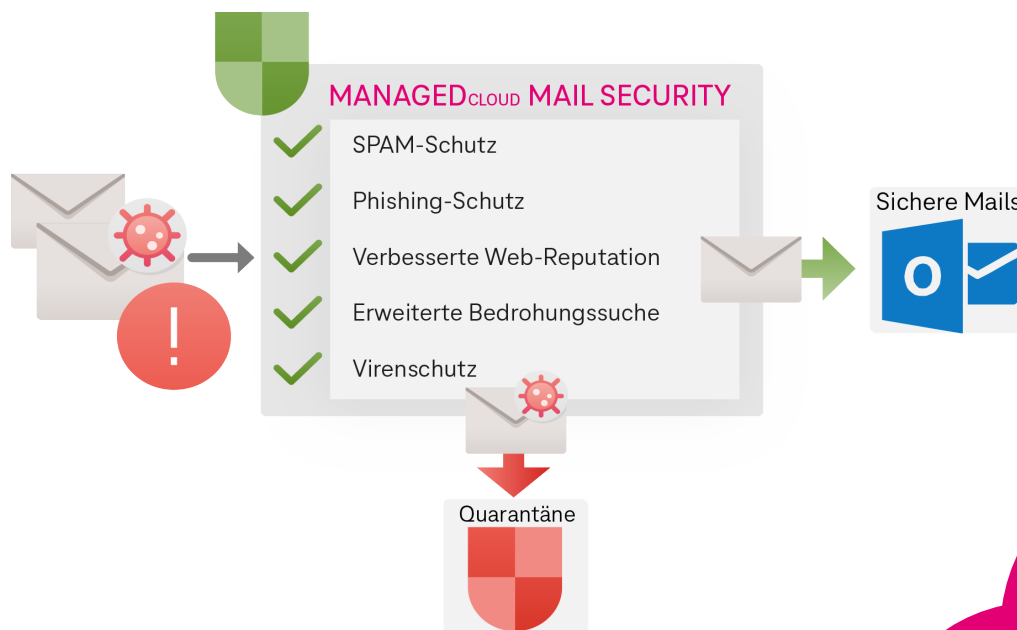 MANAGEDCLOUD MAIL SECURITY
SPAM-Schutz
Phishing-Schutz
Verbesserte Web-Reputation
Erweiterte Bedrohungssuche
Virenschutz
!
Sichere Mails
O
Quarantäne